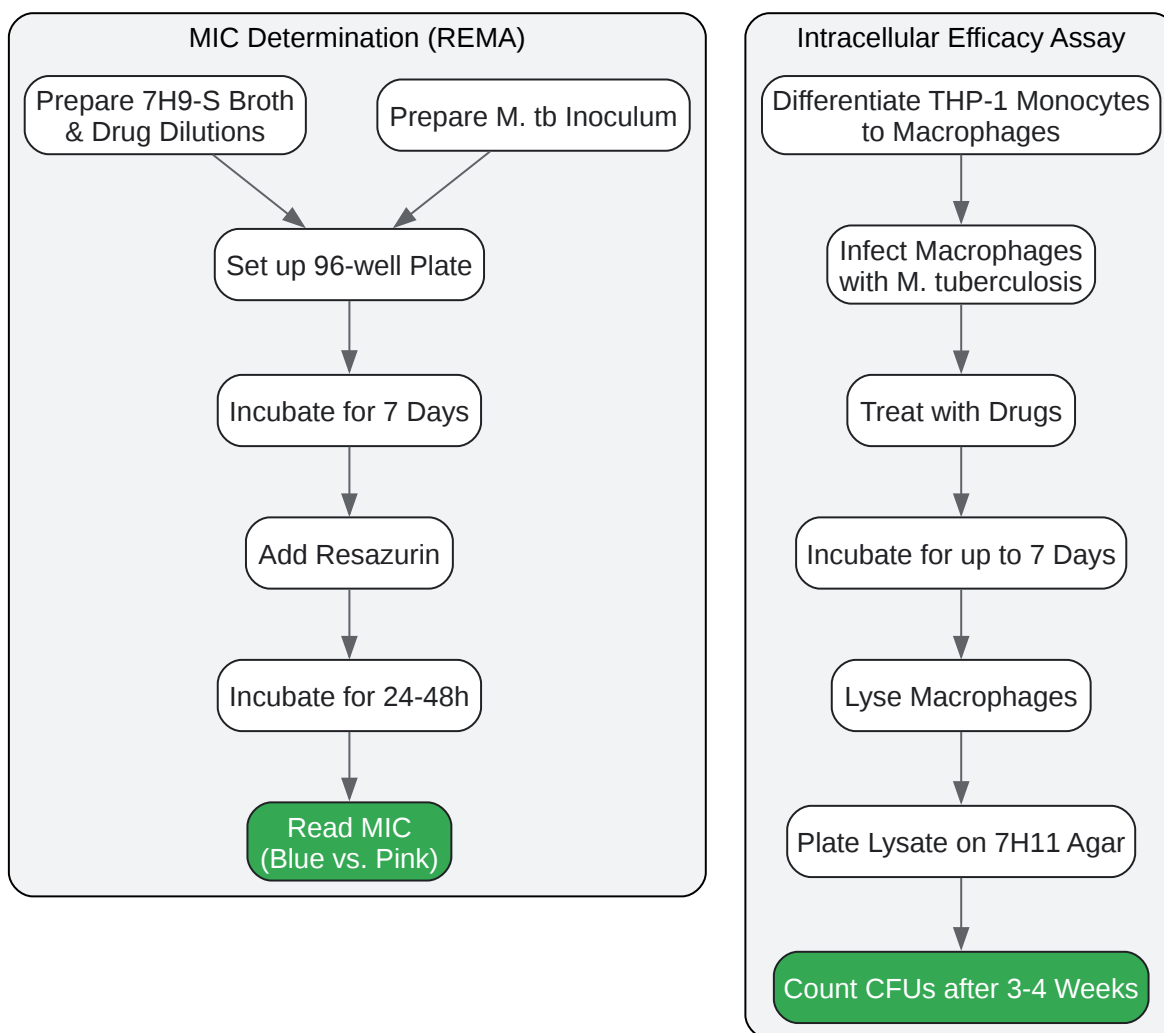 MIC Determination (REMA)
Prepare 7H9-S Broth
& Drug Dilutions
Prepare M. tb Inoculum
Set up 96-well Plate
Incubate for 7 Days
Add Resazurin
Incubate for 24-48h
Read MIC
(Blue vs. Pink)
Intracellular Efficacy Assay
Differentiate THP-1 Monocytes
to Macrophages
Infect Macrophages
with M. tuberculosis
Treat with Drugs
Incubate for up to 7 Days
Lyse Macrophages
Plate Lysate on 7H11 Agar
Count CFUs after 3-4 Weeks